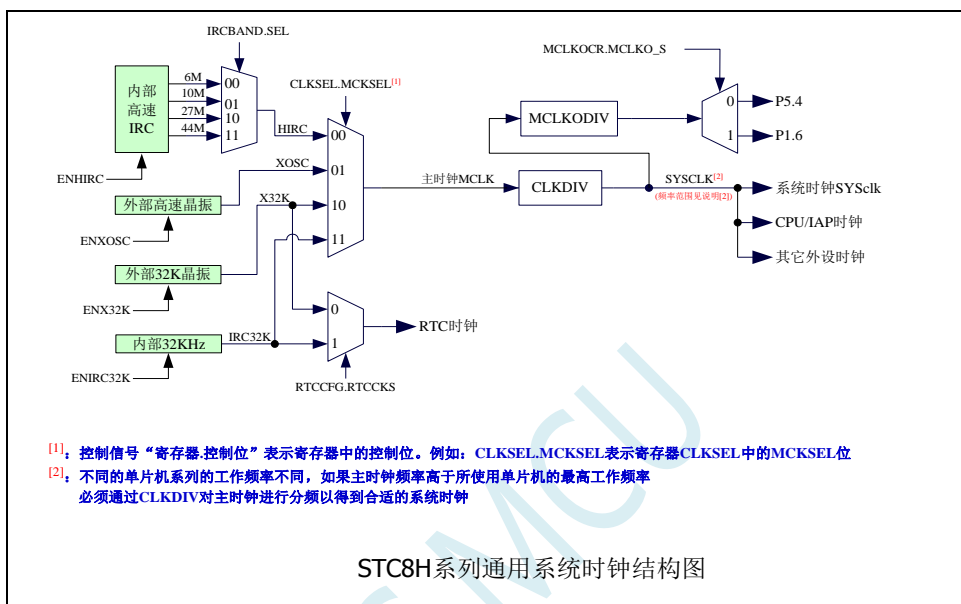 IRCBAND.SEL
MCLKOCR.MCLKO_S
内部
高速
IRC
6M
10M
27M
44M
00
01
10
11
ENHIRC
HIRC
CLKSEL.MCKSEL[1]
00
01
10
11
XOSC
X32K
外部高速晶振
ENXOSC
外部32K晶振
ENX32K
内部32KHz
IRC32K
ENIRC32K
0
1
RTC时钟
RTCCFG.RTCCKS
主时钟MCLK
CLKDIV
MCLKODIV
0
1
P5.4
P1.6
SYSCLK[2]
(频率范围见说明[2])
系统时钟SYSclk
CPU/IAP时钟
其它外设时钟
[1]：控制信号“寄存器.控制位”表示寄存器中的控制位。例如：CLKSEL.MCKSEL表示寄存器CLKSEL中的MCKSEL位
[2]：不同的单片机系列的工作频率不同，如果主时钟频率高于所使用单片机的最高工作频率
必须通过CLKDIV对主时钟进行分频以得到合适的系统时钟
STC8H系列通用系统时钟结构图
MCU